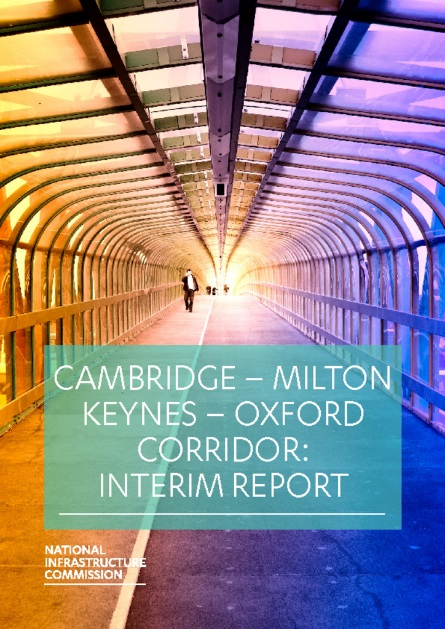 CAMBRIDGE – MILTON
KEYNES – OXFORD
CORRIDOR:
INTERIM REPORT
NATIONAL
INFRASTRUCTURE
COMMISSION